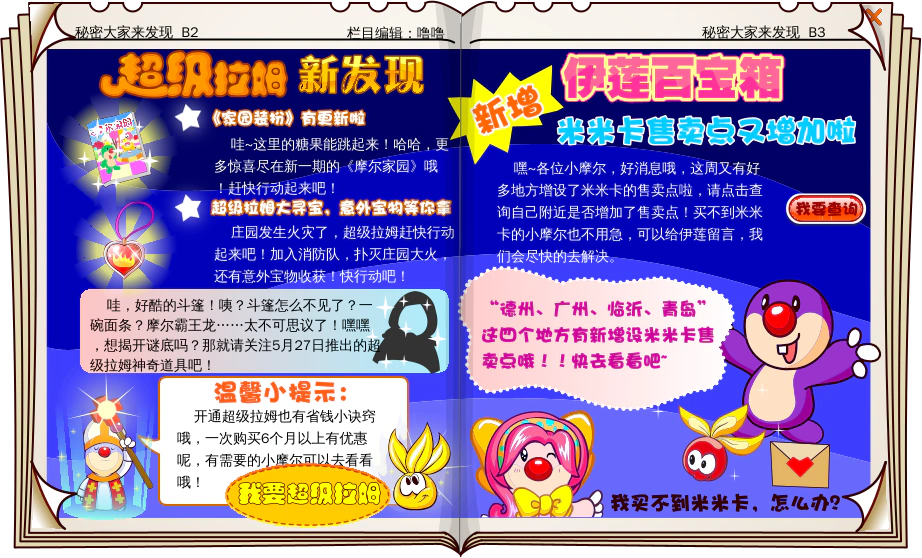 秘密大家来发现 B2
栏目编辑：噜噜
超级拉姆 新发现
《家园装扮》有更新啦
哇~这里的糖果能跳起来！哈哈，更
多惊喜尽在新一期的《摩尔家园》哦
！赶快行动起来吧！
超级拉姆大寻宝，意外宝物等你拿
庄园发生火灾了，超级拉姆赶快行动
起来吧！加入消防队，扑灭庄园大火，
还有意外宝物收获！快行动吧！
哇，好酷的斗篷！咦？斗篷怎么不见了？一
碗面条？摩尔霸王龙……太不可思议了！嘿嘿
，想揭开谜底吗？那就请关注5月27日推出的超
级拉姆神奇道具吧！
温馨小提示：
开通超级拉姆也有省钱小诀窍
哦，一次购买6个月以上有优惠
呢，有需要的小摩尔可以去看看
哦！
我要超级拉姆
秘密大家来发现 B3
新增
伊莲百宝箱
米米卡售卖点又增加啦
嘿~各位小摩尔，好消息哦，这周又有好
多地方增设了米米卡的售卖点啦，请点击查
询自己附近是否增加了售卖点！买不到米米
卡的小摩尔也不用急，可以给伊莲留言，我
们会尽快的去解决。
我要查询
“德州、广州、临沂、青岛”
这四个地方有新增设米米卡售
卖点哦！！快去看看吧~
我买不到米米卡，怎么办？